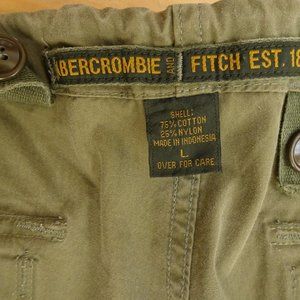 ABERCROMBIE AND FITCH EST. 18
SHELL:
75% COTTON
25% NYLON
MADE IN INDONESIA
L
OVER FOR CARE